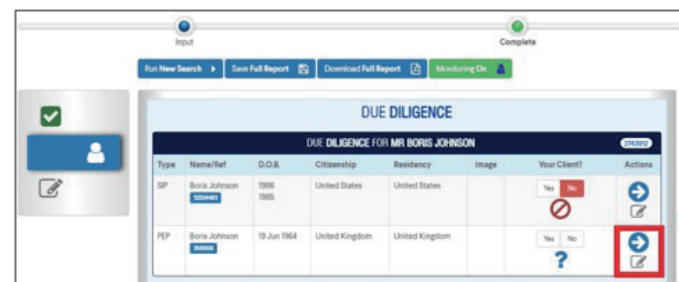 Input
Complete
Run New Search Save Full Report Download Full Report Monitoring On
DUE DILIGENCE
DUE DILIGENCE FOR MR BORIS JOHNSON
Type Name/Ref D.O.B. Citizenship Residency Image Your Client? Actions
SIP Boris Johnson 1986 United States United States Yes No
1985
PEP Boris Johnson 19 Jun 1964 United Kingdom United Kingdom Yes No
?